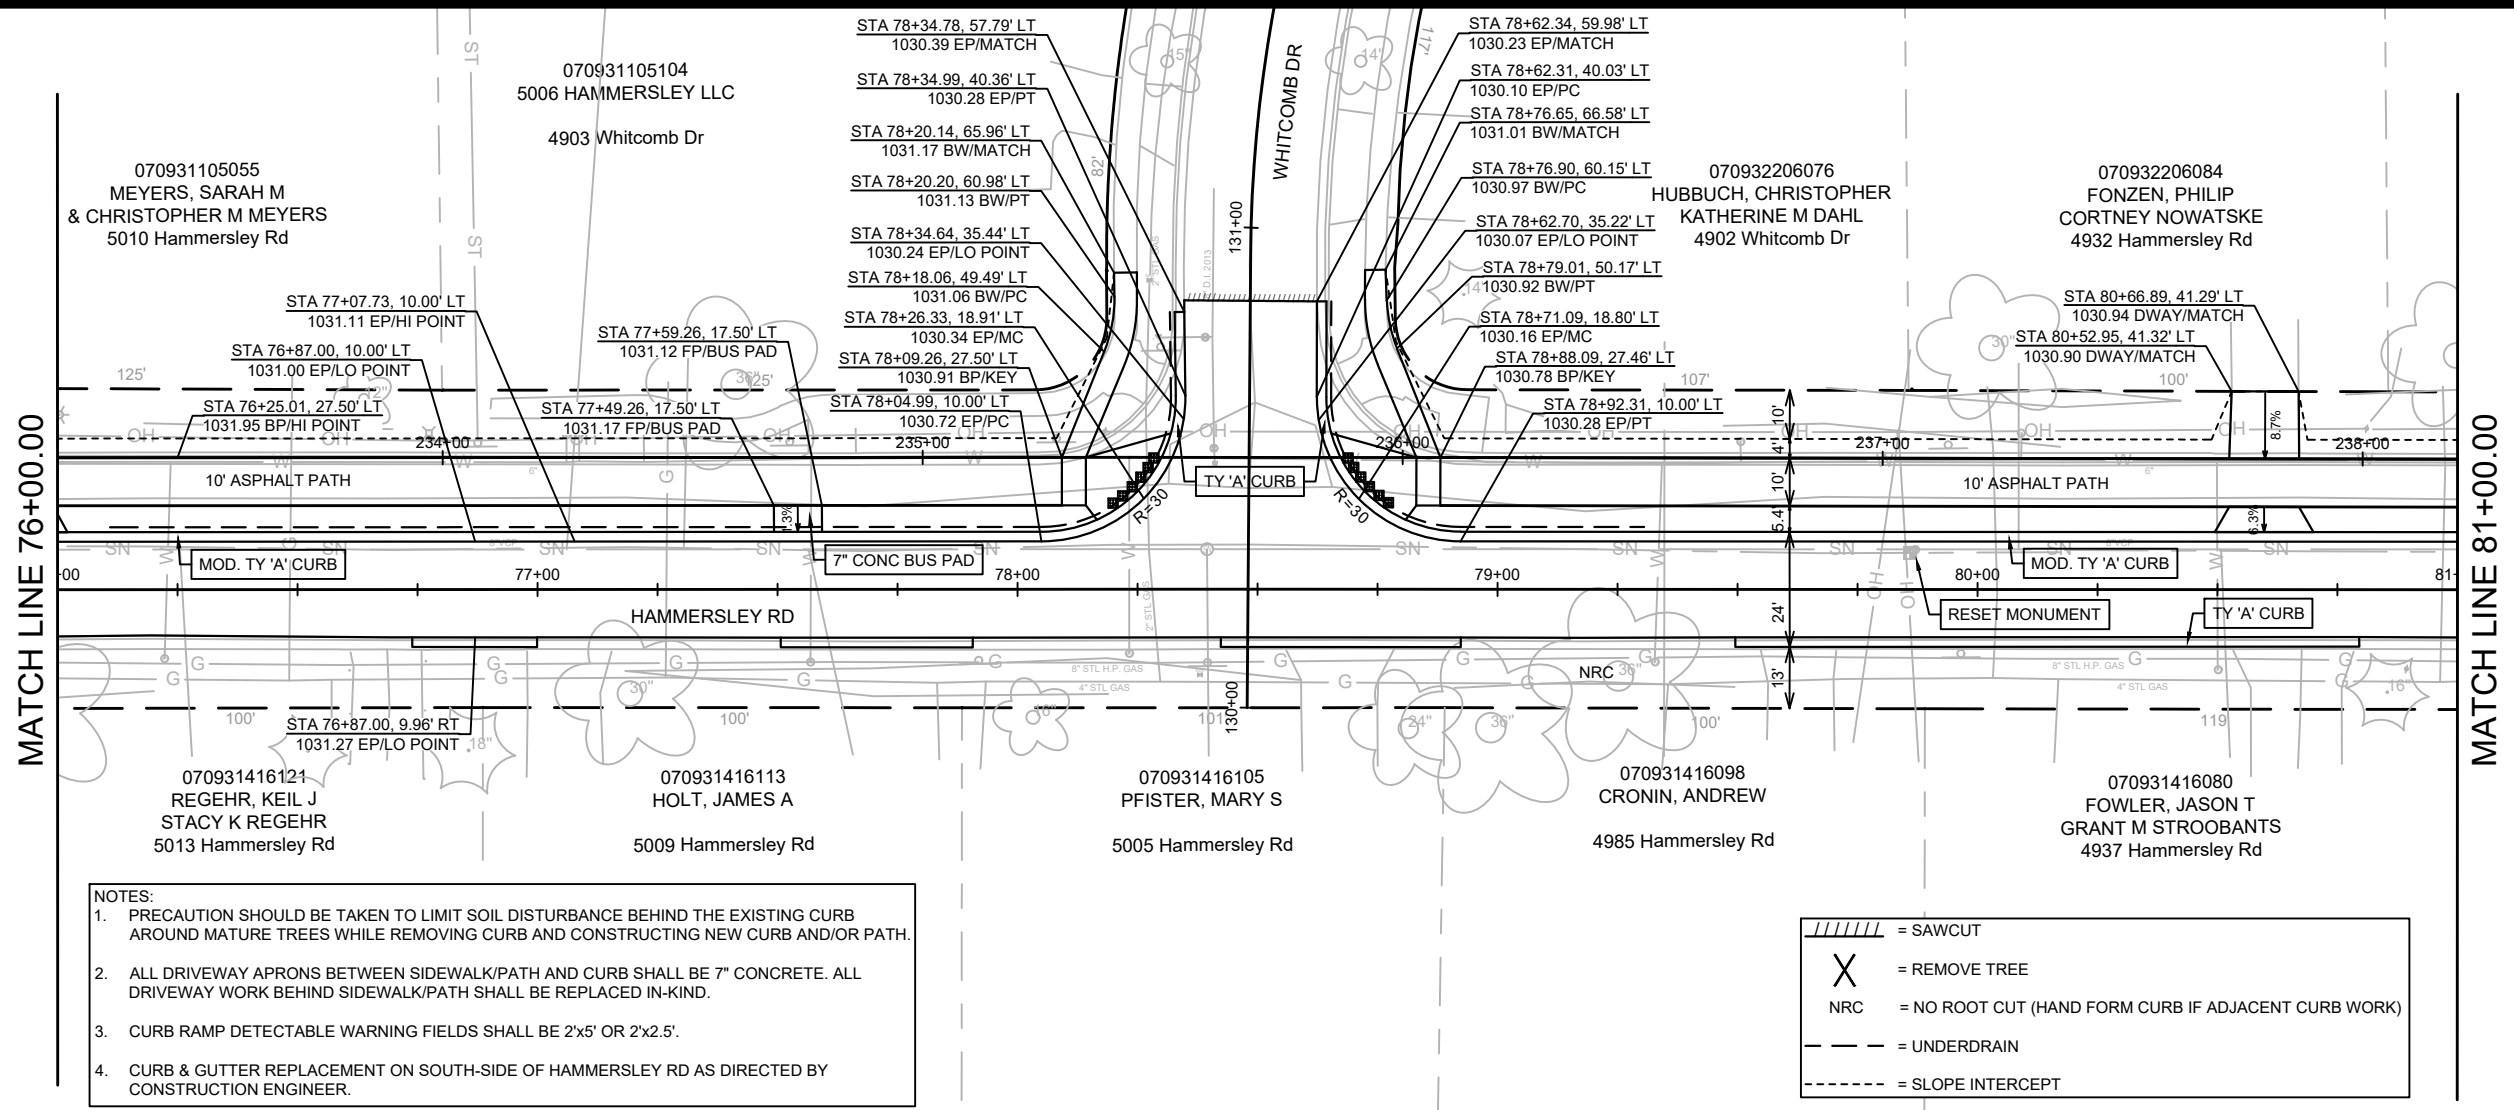 MATCH LINE 76+00.00
070931105055
MEYERS, SARAH M
& CHRISTOPHER M MEYERS
5010 Hammersley Rd
070931105104
5006 HAMMERSLEY LLC
4903 Whitcomb Dr
STA 78+34.78, 57.79' LT
1030.39 EP/MATCH
STA 78+34.99, 40.36' LT
1030.28 EP/PT
STA 78+20.14, 65.96' LT
1031.17 BW/MATCH
STA 78+20.20, 60.98' LT
1031.13 BW/PT
STA 78+34.64, 35.44' LT
1030.24 EP/LO POINT
STA 78+18.06, 49.49' LT
1031.06 BW/PC
STA 78+26.33, 18.91' LT
1030.34 EP/MC
STA 78+09.26, 27.50' LT
1030.91 BP/KEY
STA 78+04.99, 10.00' LT
1030.72 EP/PC
STA 77+07.73, 10.00' LT
1031.11 EP/HI POINT
STA 76+87.00, 10.00' LT
1031.00 EP/LO POINT
STA 76+25.01, 27.50' LT
1031.95 BP/HI POINT
STA 77+59.26, 17.50' LT
1031.12 FP/BUS PAD
STA 77+49.26, 17.50' LT
1031.17 FP/BUS PAD
WHITCOMB DR
131+00
130+00
STA 78+62.34, 59.98' LT
1030.23 EP/MATCH
STA 78+62.31, 40.03' LT
1030.10 EP/PC
STA 78+76.65, 66.58' LT
1031.01 BW/MATCH
STA 78+76.90, 60.15' LT
1030.97 BW/PC
STA 78+62.70, 35.22' LT
1030.07 EP/LO POINT
STA 78+79.01, 50.17' LT
1030.92 BW/PT
STA 78+71.09, 18.80' LT
1030.16 EP/MC
STA 78+88.09, 27.46' LT
1030.78 BP/KEY
STA 78+92.31, 10.00' LT
1030.28 EP/PT
070932206076
HUBBUCH, CHRISTOPHER
KATHERINE M DAHL
4902 Whitcomb Dr
070932206084
FONZEN, PHILIP
CORTNEY NOWATSKE
4932 Hammersley Rd
STA 80+66.89, 41.29' LT
1030.94 DWAY/MATCH
STA 80+52.95, 41.32' LT
1030.90 DWAY/MATCH
125'
12"
36"
125'
82'
15"
14"
117'
14"
107'
30"
100'
8.7%
234+00
235+00
236+00
237+00
238+00
10' ASPHALT PATH
10' ASPHALT PATH
TY 'A' CURB
R=30
R=30
1.3%
6.3%
10'
4'
10'
5.4'
24'
13'
MOD. TY 'A' CURB
7" CONC BUS PAD
MOD. TY 'A' CURB
RESET MONUMENT
TY 'A' CURB
77+00
78+00
79+00
80+00
HAMMERSLEY RD
8" STL H.P. GAS
4" STL GAS
NRC
8" STL H.P. GAS
4" STL GAS
100'
30"
18"
100'
16"
101
24"
36"
36"
100'
119
16"
STA 76+87.00, 9.96' RT
1031.27 EP/LO POINT
070931416121
REGEHR, KEIL J
STACY K REGEHR
5013 Hammersley Rd
070931416113
HOLT, JAMES A
5009 Hammersley Rd
070931416105
PFISTER, MARY S
5005 Hammersley Rd
070931416098
CRONIN, ANDREW
4985 Hammersley Rd
070931416080
FOWLER, JASON T
GRANT M STROOBANTS
4937 Hammersley Rd
MATCH LINE 81+00.00
NOTES:
1. PRECAUTION SHOULD BE TAKEN TO LIMIT SOIL DISTURBANCE BEHIND THE EXISTING CURB
AROUND MATURE TREES WHILE REMOVING CURB AND CONSTRUCTING NEW CURB AND/OR PATH.
2. ALL DRIVEWAY APRONS BETWEEN SIDEWALK/PATH AND CURB SHALL BE 7" CONCRETE. ALL
DRIVEWAY WORK BEHIND SIDEWALK/PATH SHALL BE REPLACED IN-KIND.
3. CURB RAMP DETECTABLE WARNING FIELDS SHALL BE 2'x5' OR 2'x2.5'.
4. CURB & GUTTER REPLACEMENT ON SOUTH-SIDE OF HAMMERSLEY RD AS DIRECTED BY
CONSTRUCTION ENGINEER.
= SAWCUT
= REMOVE TREE
NRC = NO ROOT CUT (HAND FORM CURB IF ADJACENT CURB WORK)
= UNDERDRAIN
= SLOPE INTERCEPT